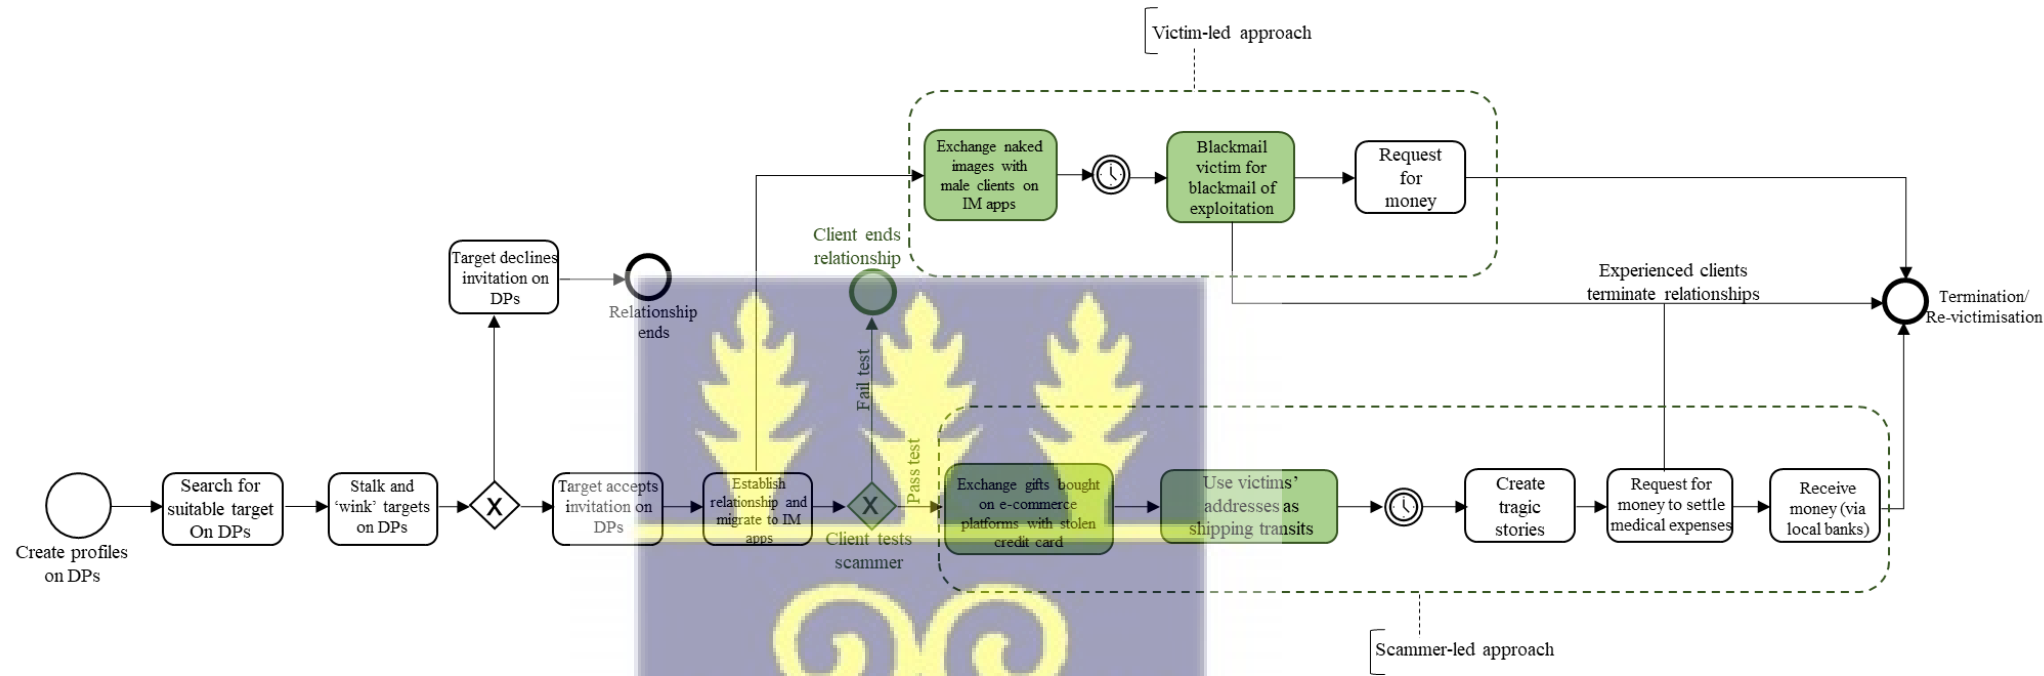 Victim-led approach
Exchange naked
images with
male clients on
IM apps
Blackmail
victim for
blackmail of
exploitation
Request
for
money
Client ends
relationship
Target declines
invitation on
DPs
Relationship
ends
Experienced clients
terminate relationships
Termination/
Re-victimisation
Fail test
Pass test
Create profiles
on DPs
Search for
suitable target
On DPs
Stalk and
‘wink’ targets
on DPs
X
Target accepts
invitation on
DPs
Establish
relationship and
migrate to IM
apps
X
Client tests
scammer
Exchange gifts bought
on e-commerce
platforms with stolen
credit card
Use victims’
addresses as
shipping transits
Create
tragic
stories
Request for
money to settle
medical expenses
Receive
money (via
local banks)
Scammer-led approach